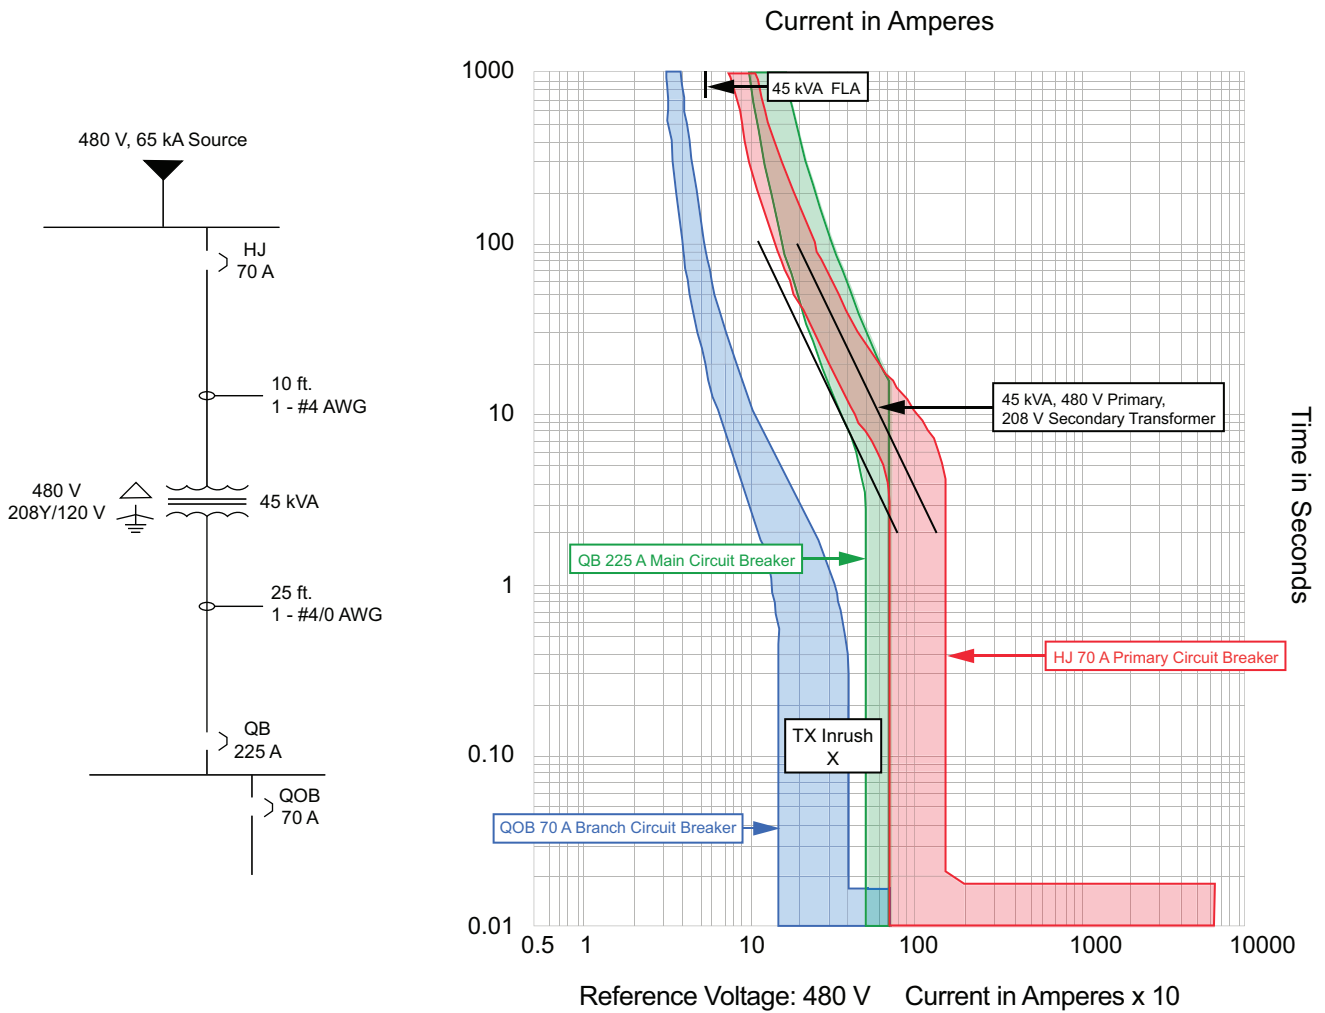 Current in Amperes
1000
100
10
1
0.10
0.01
0.5
1
10
100
1000
10000
Reference Voltage: 480 V
Current in Amperes x 10
Time in Seconds
480 V, 65 kA Source
HJ
70 A
10 ft.
1 - #4 AWG
480 V
208Y/120 V
45 kVA
25 ft.
1 - #4/0 AWG
QB
225 A
QOB
70 A
45 kVA FLA
45 kVA, 480 V Primary,
208 V Secondary Transformer
QB 225 A Main Circuit Breaker
HJ 70 A Primary Circuit Breaker
TX Inrush
X
QOB 70 A Branch Circuit Breaker